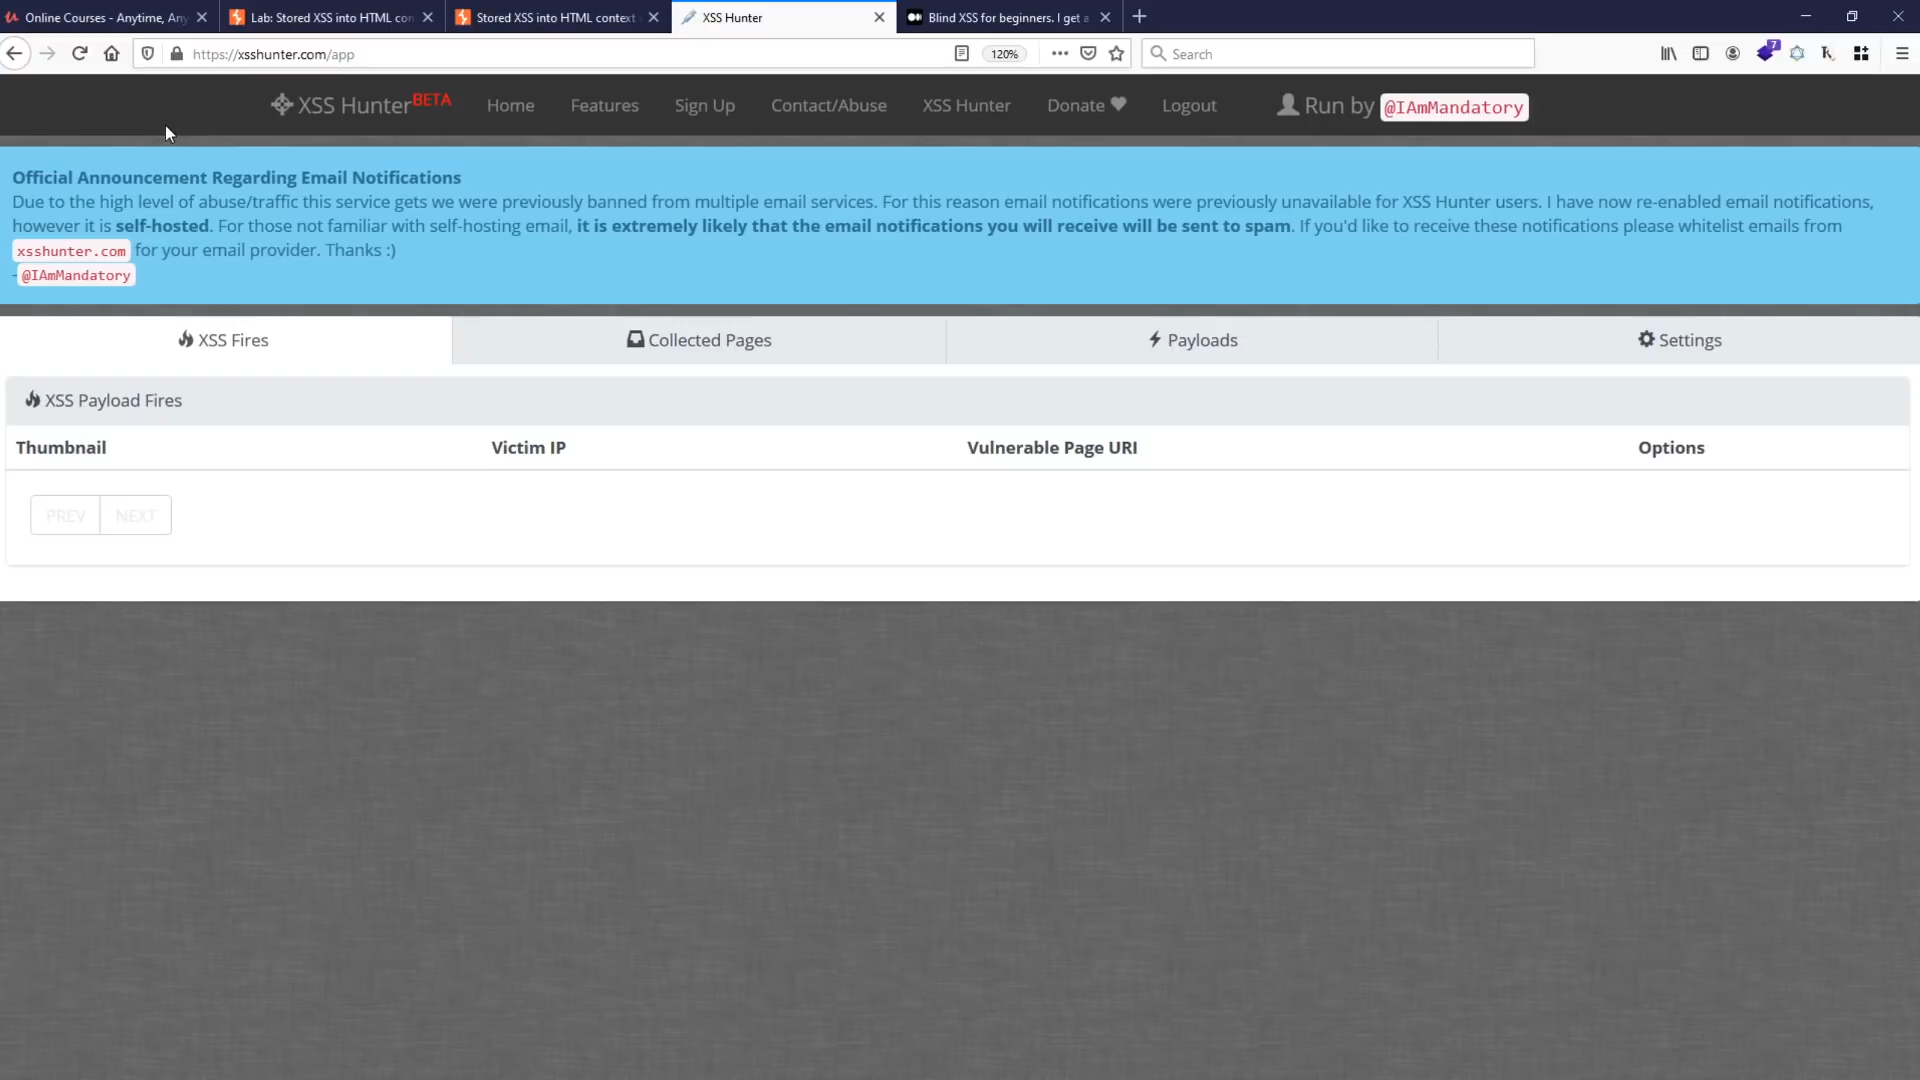 Online Courses - Anytime, Any
Lab: Stored XSS into HTML con
Stored XSS into HTML context
XSS Hunter
Blind XSS for beginners. I get a
https://xsshunter.com/app
120%
Search
7
XSS Hunter BETA
Home
Features
Sign Up
Contact/Abuse
XSS Hunter
Donate
Logout
Run by @IAmMandatory
Official Announcement Regarding Email Notifications
Due to the high level of abuse/traffic this service gets we were previously banned from multiple email services. For this reason email notifications were previously unavailable for XSS Hunter users. I have now re-enabled email notifications,
however it is self-hosted. For those not familiar with self-hosting email, it is extremely likely that the email notifications you will receive will be sent to spam. If you'd like to receive these notifications please whitelist emails from
xsshunter.com for your email provider. Thanks :)
-@IAmMandatory
XSS Fires
Collected Pages
Payloads
Settings
XSS Payload Fires
Thumbnail
Victim IP
Vulnerable Page URI
Options
PREV
NEXT